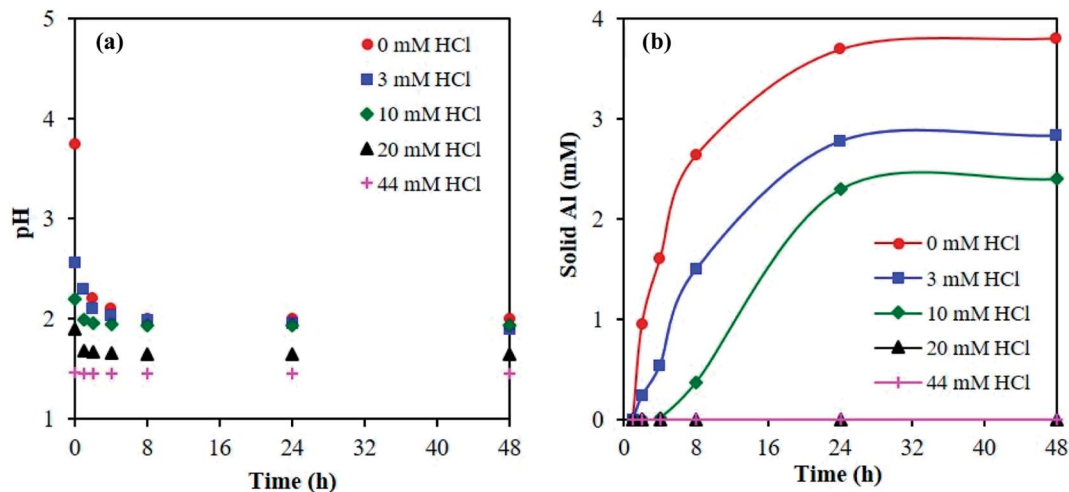 (a)
0 mM HCl
3 mM HCl
10 mM HCl
20 mM HCl
44 mM HCl
5
4
3
2
1
pH
0 8 16 24 32 40 48
Time (h)
(b)
4
3
2
1
0
Solid Al (mM)
0 mM HCl
3 mM HCl
10 mM HCl
20 mM HCl
44 mM HCl
0 8 16 24 32 40 48
Time (h)